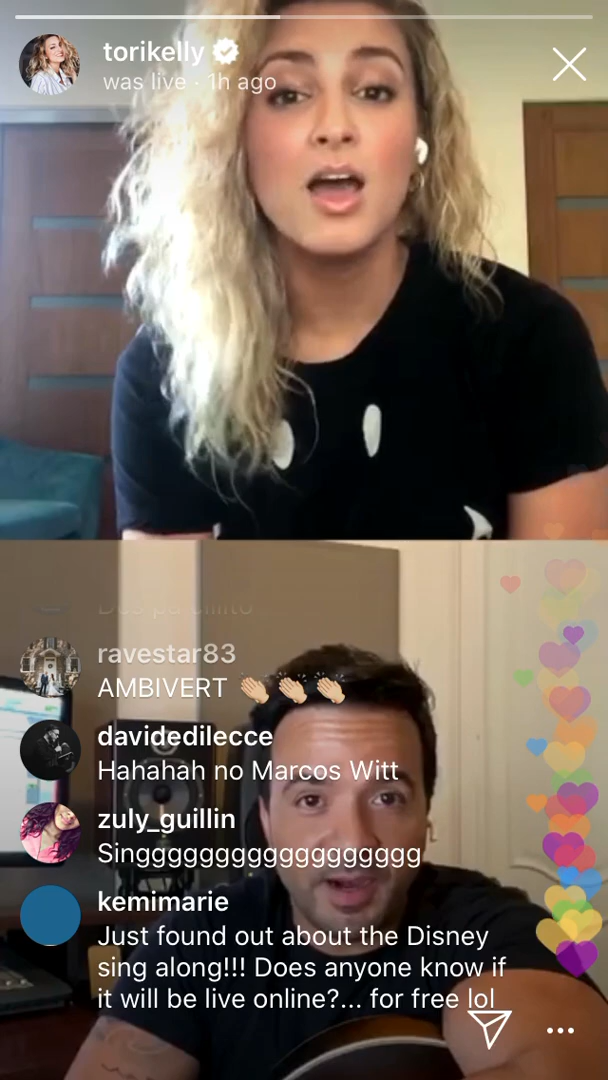 torikelly
was live · 1h ago
ravestar83
AMBIVERT 👏🏼👏🏼👏🏼
davidedilecce
Hahahah no Marcos Witt
zuly_guillin
Singggggggggggggggggg
kemimarie
Just found out about the Disney
sing along!!! Does anyone know if
it will be live online?... for free lol